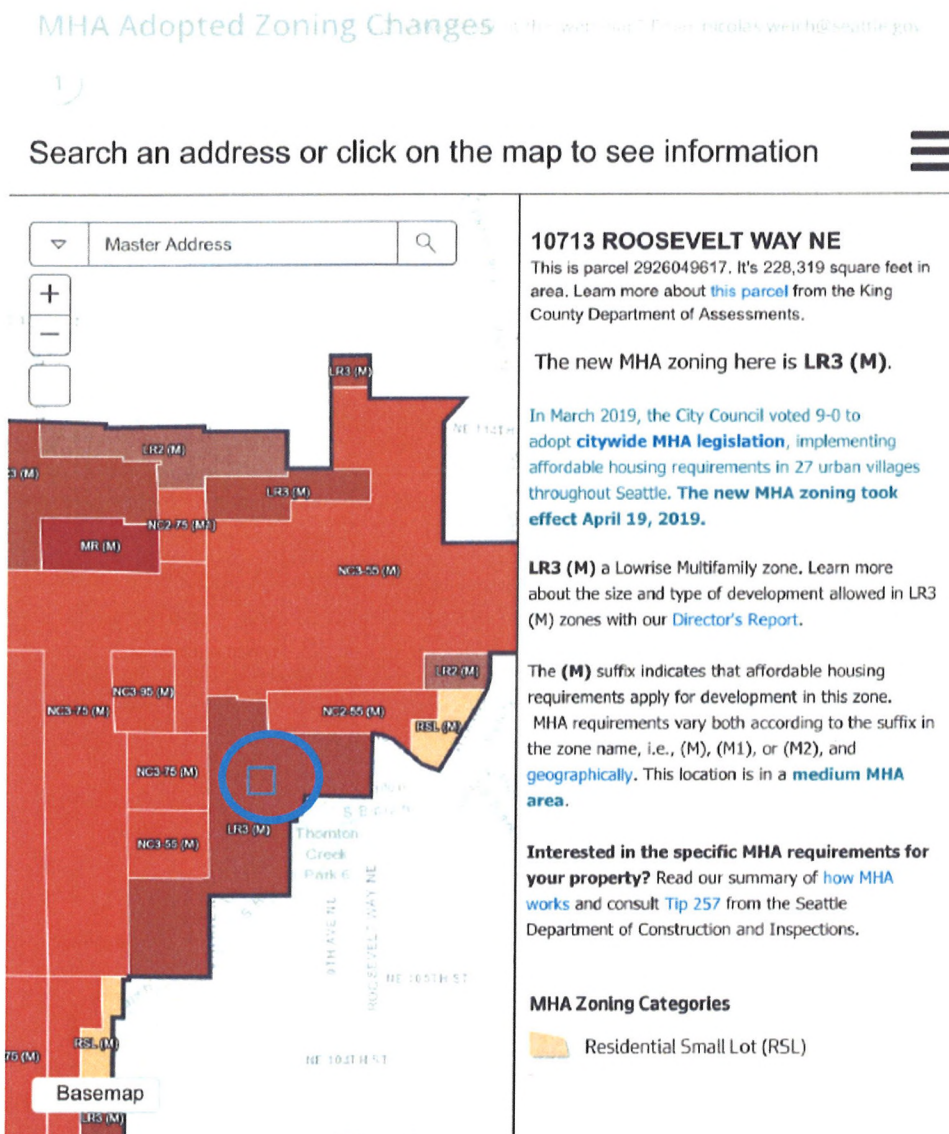 MHA Adopted Zoning Changes
Search an address or click on the map to see information
Master Address
+
−
LR3 (M)
NE 114TH
LR2 (M)
LR3 (M)
NC2-75 (M2)
MR (M)
NC3-55 (M)
LR2 (M)
NC3-95 (M)
NC3-75 (M)
NC2-55 (M)
RSL (M)
NC3-75 (M)
LR3 (M)
NC3-55 (M)
Thornton
Creek
Park 6
8TH AVE NE
ROOSEVELT WAY NE
NE 105TH ST
RSL (M)
75 (M)
NE 104TH ST
Basemap
LR3 (M)
10713 ROOSEVELT WAY NE
This is parcel 2926049617. It's 228,319 square feet in
area. Learn more about this parcel from the King
County Department of Assessments.
The new MHA zoning here is LR3 (M).
In March 2019, the City Council voted 9-0 to
adopt citywide MHA legislation, implementing
affordable housing requirements in 27 urban villages
throughout Seattle. The new MHA zoning took
effect April 19, 2019.
LR3 (M) a Lowrise Multifamily zone. Learn more
about the size and type of development allowed in LR3
(M) zones with our Director's Report.
The (M) suffix indicates that affordable housing
requirements apply for development in this zone.
MHA requirements vary both according to the suffix in
the zone name, i.e., (M), (M1), or (M2), and
geographically. This location is in a medium MHA
area.
Interested in the specific MHA requirements for
your property? Read our summary of how MHA
works and consult Tip 257 from the Seattle
Department of Construction and Inspections.
MHA Zoning Categories
Residential Small Lot (RSL)